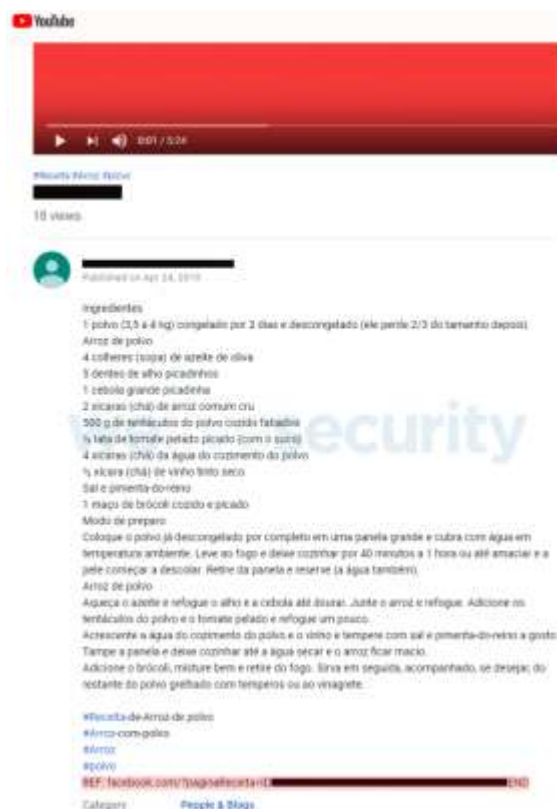 YouTube
0:01 / 5:24
#Receita #Arroz #polvo
18 views
Published on Apr 24, 2019
Ingredientes
1 polvo (3,5 a 4 kg) congelado por 2 dias e descongelado (ele perde 2/3 do tamanho depois)
Arroz de polvo
4 colheres (sopa) de azeite de oliva
5 dentes de alho picadinhos
1 cebola grande picadinha
2 xícaras (chá) de arroz comum cru
500 g de tentáculos do polvo cozido fatiados
½ lata de tomate pelado picado (com o suco)
4 xícaras (chá) da água do cozimento do polvo
xícara (chá) de vinho tinto seco
Sal e pimenta-do-reino
1 maço de brócoli cozido e picado
Modo de preparo
Coloque o polvo já descongelado por completo em uma panela grande e cubra com água em
temperatura ambiente. Leve ao fogo e deixe cozinhar por 40 minutos a 1 hora ou até amaciar e a
pele começar a descolar. Retire da panela e reserve (a água também).
Arroz de polvo
Aqueça o azeite e refogue o alho e a cebola até dourar. Junte o arroz e refogue. Adicione os
tentáculos do polvo e o tomate pelado e refogue um pouco.
Acrescente a água do cozimento do polvo e o vinho e tempere com sal e pimenta-do-reino a gosto.
Tampe a panela e deixe cozinhar até a água secar e o arroz ficar macio.
Adicione o brócoli, misture bem e retire do fogo. Sirva em seguida, acompanhado, se desejar, do
restante do polvo grelhado com temperos ou ao vinagrete.
#Receita-de-Arroz-de polvo
#Arroz-com-polvo
#Arroz
#polvo
REF: facebook.com/?paginaReceita=
END
Category People & Blogs
security